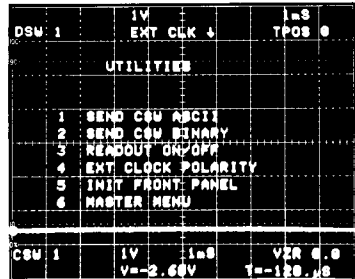 1V 1mS
DSW 1 EXT CLK ↓ TPOS 0
UTILITIES
1 SEND CSW ASCII
2 SEND CSW BINARY
3 READOUT ON/OFF
4 EXT CLOCK POLARITY
5 INIT FRONT PANEL
6 MASTER MENU
CSW 1 1V 1mS VZR 0.0
V=-2.60V T=-120.µS